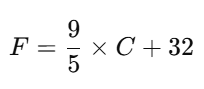 F = 9/5 × C + 32